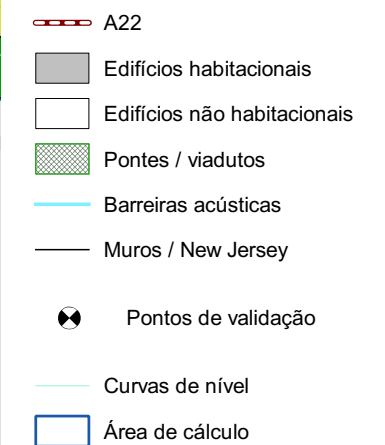 A22
Edifícios habitacionais
Edifícios não habitacionais
Pontes / viadutos
Barreiras acústicas
Muros / New Jersey
Pontos de validação
Curvas de nível
Área de cálculo